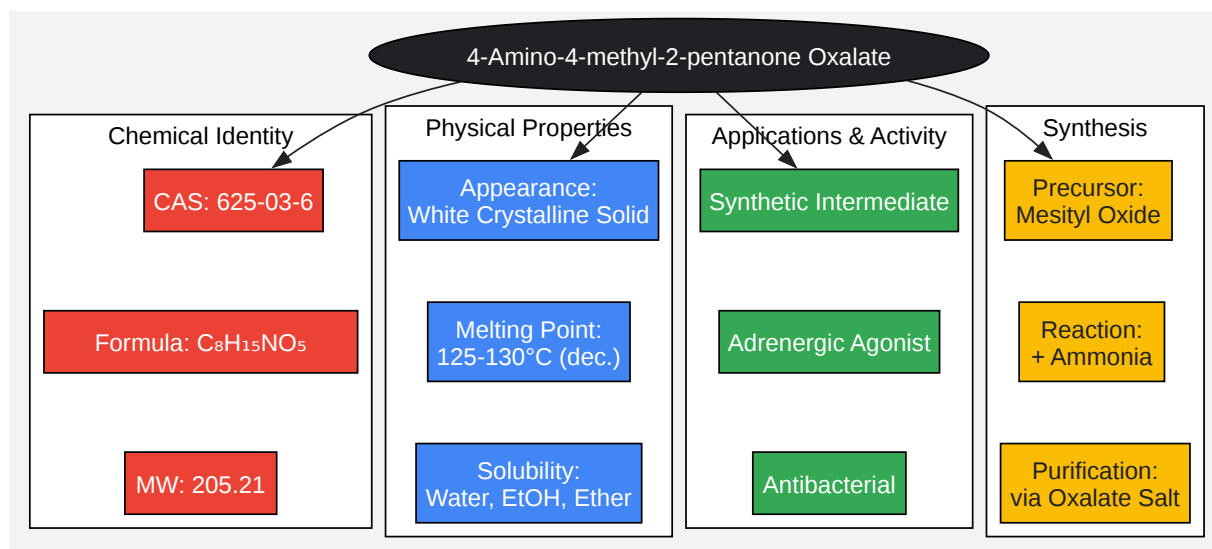 4-Amino-4-methyl-2-pentanone Oxalate
Chemical Identity
CAS: 625-03-6
Formula: C₈H₁₅NO₅
MW: 205.21
Physical Properties
Appearance:
White Crystalline Solid
Melting Point:
125-130°C (dec.)
Solubility:
Water, EtOH, Ether
Applications & Activity
Synthetic Intermediate
Adrenergic Agonist
Antibacterial
Synthesis
Precursor:
Mesityl Oxide
Reaction:
+ Ammonia
Purification:
via Oxalate Salt